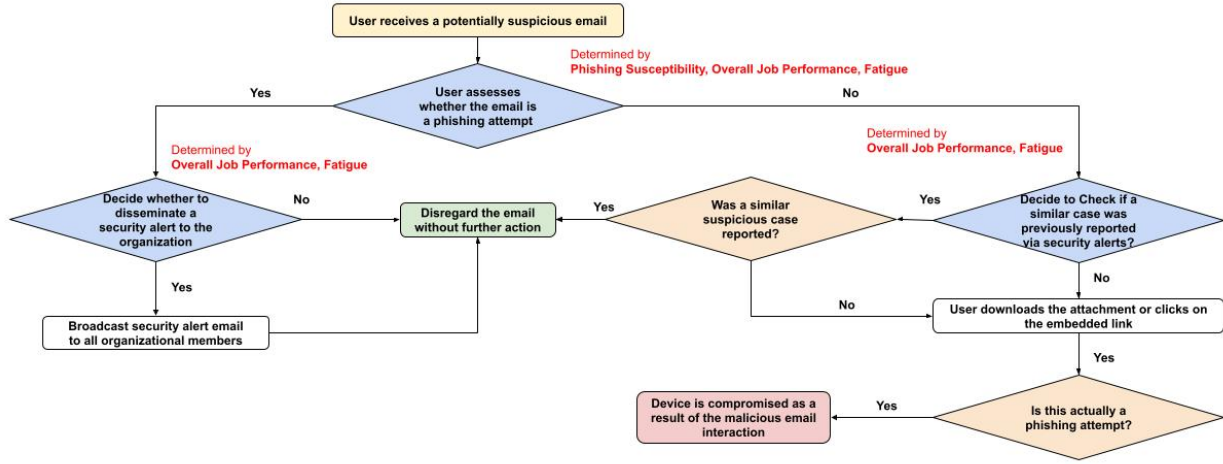 User receives a potentially suspicious email
Determined by
Phishing Susceptibility, Overall Job Performance, Fatigue
Yes
User assesses
whether the email is
a phishing attempt
No
Determined by
Overall Job Performance, Fatigue
Determined by
Overall Job Performance, Fatigue
Decide whether to
disseminate a
security alert to the
organization
No
Disregard the email
without further action
Yes
Was a similar
suspicious case
reported?
Yes
Decide to Check if a
similar case was
previously reported
via security alerts?
Yes
No
No
Broadcast security alert email
to all organizational members
User downloads the attachment or clicks on
the embedded link
Yes
Device is compromised as a
result of the malicious email
interaction
Yes
Is this actually a
phishing attempt?